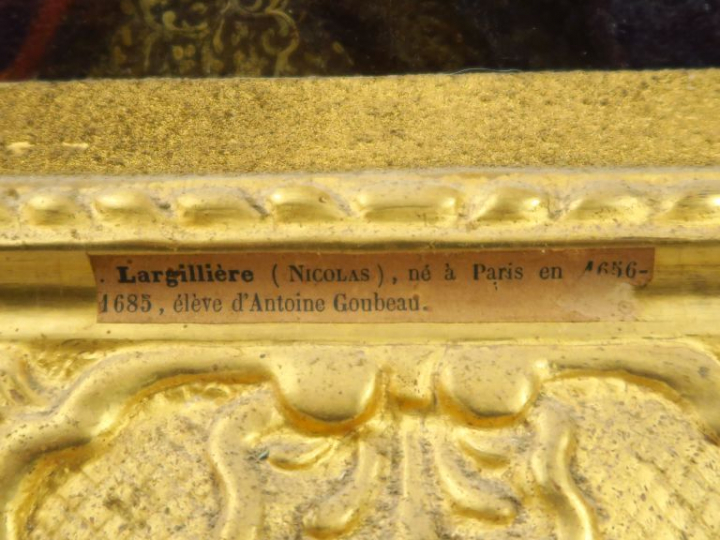 . Largillière (Nicolas), né à Paris en 1656-
1685, élève d'Antoine Goubeau.